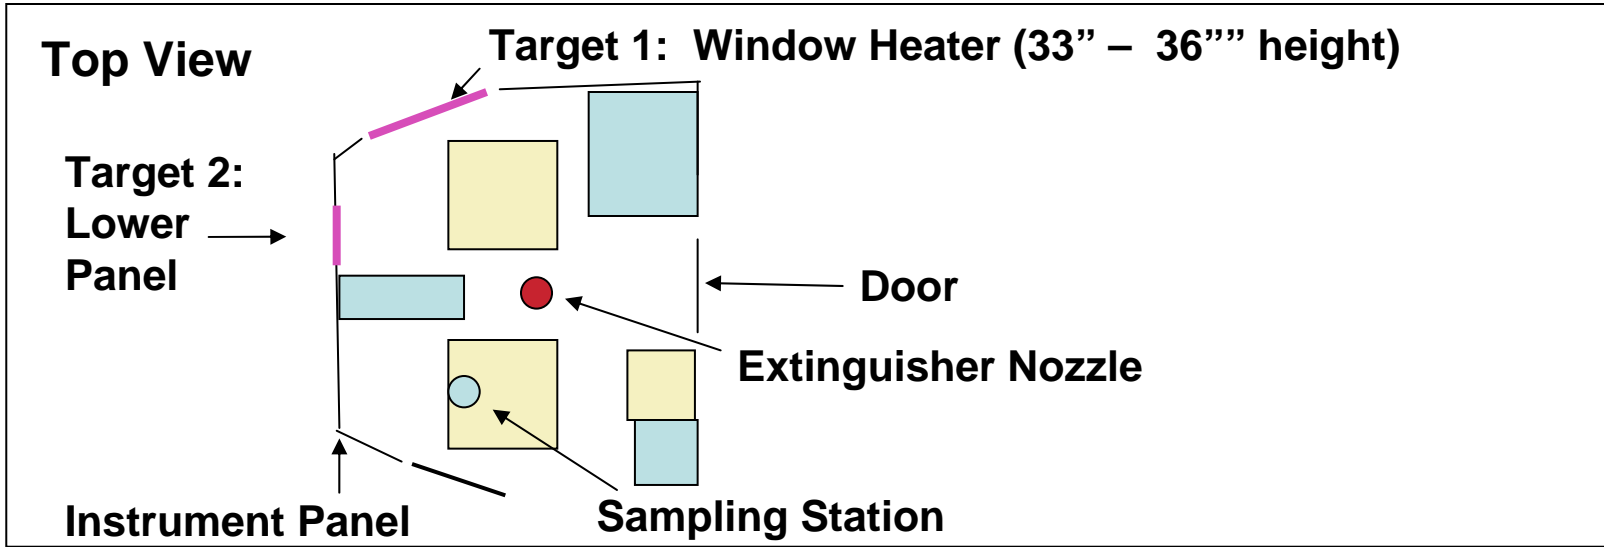 Top View
Target 1:  Window Heater (33” –  36”” height)
Target 2:
Lower
Panel
Door
Extinguisher Nozzle
Sampling Station
Instrument Panel